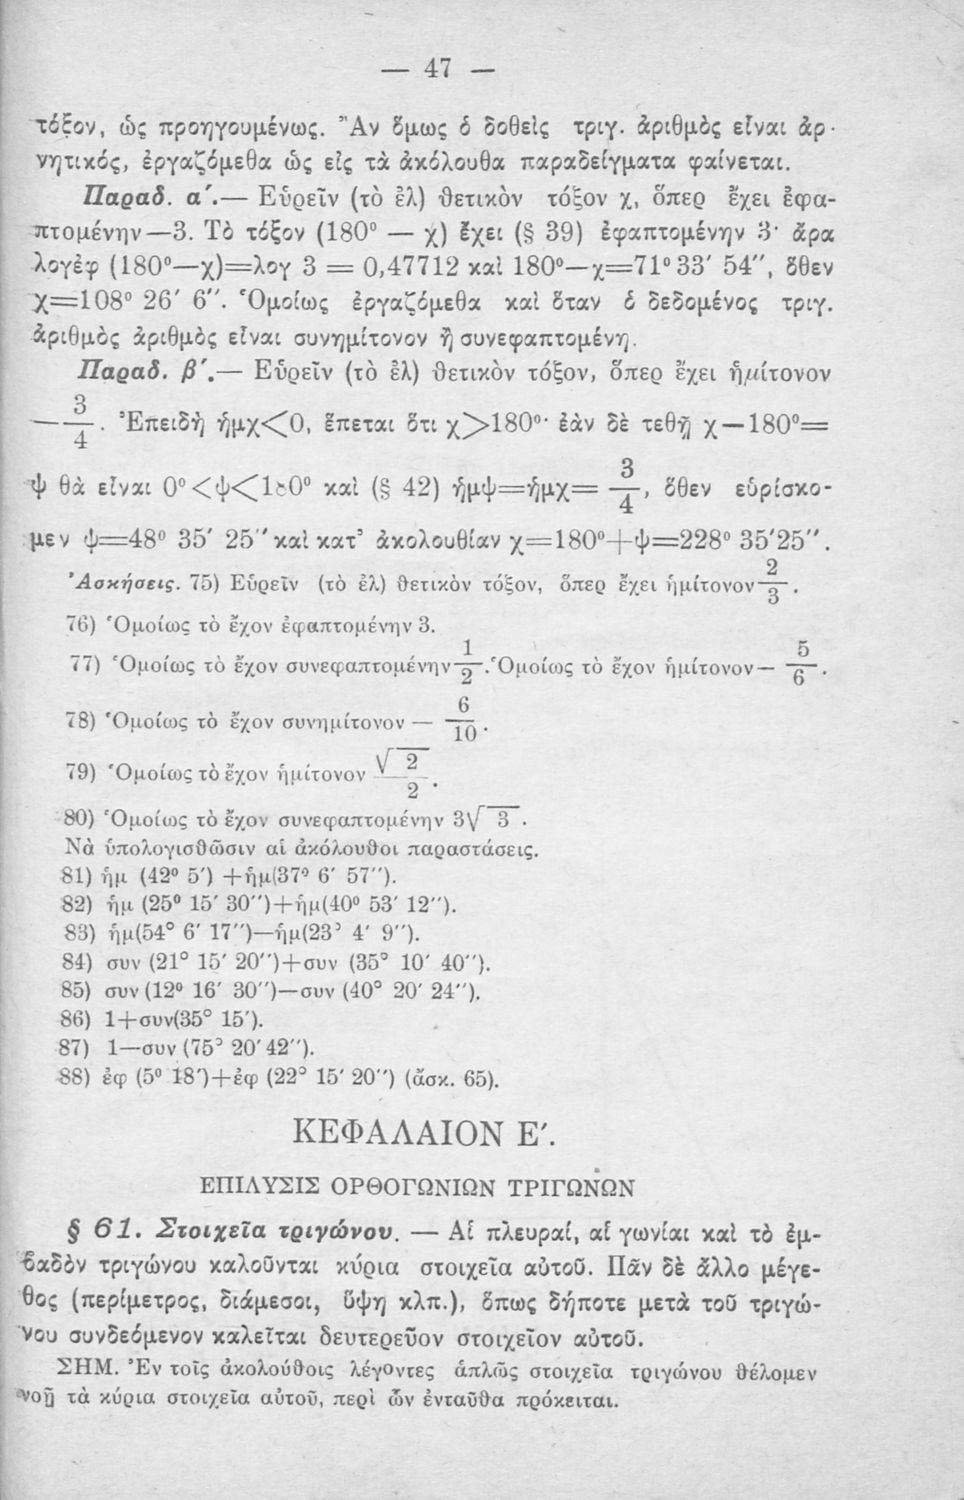 — 47 —
τόξον, ὡς προηγουμένως. Ἂν ὅμως ὁ δοθεὶς τριγ. ἀριθμὸς εἶναι ἀρ-
νητικός, ἐργαζόμεθα ὡς εἰς τὰ ἀκόλουθα παραδείγματα φαίνεται.
Παραδ. α΄.— Εὑρεῖν (τὸ ἐλ) θετικὸν τόξον χ, ὅπερ ἔχει ἐφα-
πτομένην—3. Τὸ τόξον (180° — χ) ἔχει (§ 39) ἐφαπτομένην 3· ἄρα
λογἐφ (180°—χ)=λογ 3 = 0,47712 καὶ 180°—χ=71° 33′ 54″, ὅθεν
χ=108° 26′ 6″. Ὁμοίως ἐργαζόμεθα καὶ ὅταν ὁ δεδομένος τριγ.
ἀριθμὸς ἀριθμὸς εἶναι συνημίτονον ἢ συνεφαπτομένη.
Παραδ. β΄.— Εὑρεῖν (τὸ ἐλ) θετικὸν τόξον, ὅπερ ἔχει ἡμίτονον
— 3/4. Ἐπειδὴ ἡμχ<0, ἕπεται ὅτι χ>180°· ἐὰν δὲ τεθῇ χ—180°=
ψ θὰ εἶναι 0°<ψ<180° καὶ (§ 42) ἡμψ=ἡμχ= 3/4, ὅθεν εὑρίσκο-
μεν ψ=48° 35′ 25″ καὶ κατ’ ἀκολουθίαν χ=180°+ψ=228° 35′25″.
Ἀσκήσεις. 75) Εὑρεῖν (τὸ ἐλ) θετικὸν τόξον, ὅπερ ἔχει ἡμίτονον 2/3.
76) Ὁμοίως τὸ ἔχον ἐφαπτομένην 3.
77) Ὁμοίως τὸ ἔχον συνεφαπτομένην 1/2. Ὁμοίως τὸ ἔχον ἡμίτονον— 5/6.
78) Ὁμοίως τὸ ἔχον συνημίτονον — 6/10.
79) Ὁμοίως τὸ ἔχον ἡμίτονον √2/2.
80) Ὁμοίως τὸ ἔχον συνεφαπτομένην 3√3.
Νὰ ὑπολογισθῶσιν αἱ ἀκόλουθοι παραστάσεις.
81) ἡμ (42° 5′) +ἡμ(37° 6′ 57″).
82) ἡμ (25° 15′ 30″)+ἡμ(40° 53′ 12″).
83) ἡμ(54° 6′ 17″)—ἡμ(23° 4′ 9″).
84) συν (21° 15′ 20″)+συν (35° 10′ 40″).
85) συν (12° 16′ 30″)—συν (40° 20′ 24″).
86) 1+συν(35° 15′).
87) 1—συν (75° 20′ 42″).
88) ἐφ (5° 18′)+ἐφ (22° 15′ 20″) (ἄσκ. 65).
ΚΕΦΑΛΑΙΟΝ Ε΄.
ΕΠΙΛΥΣΙΣ ΟΡΘΟΓΩΝΙΩΝ ΤΡΙΓΩΝΩΝ
§ 61. Στοιχεῖα τριγώνου. — Αἱ πλευραί, αἱ γωνίαι καὶ τὸ ἐμ-
βαδὸν τριγώνου καλοῦνται κύρια στοιχεῖα αὐτοῦ. Πᾶν δὲ ἄλλο μέγε-
θος (περίμετρος, διάμεσοι, ὕψη κλπ.), ὅπως δήποτε μετὰ τοῦ τριγώ-
νου συνδεόμενον καλεῖται δευτερεῦον στοιχεῖον αὐτοῦ.
ΣΗΜ. Ἐν τοῖς ἀκολούθοις λέγοντες ἁπλῶς στοιχεῖα τριγώνου θέλομεν
νοῇ τὰ κύρια στοιχεῖα αὐτοῦ, περὶ ὧν ἐνταῦθα πρόκειται.